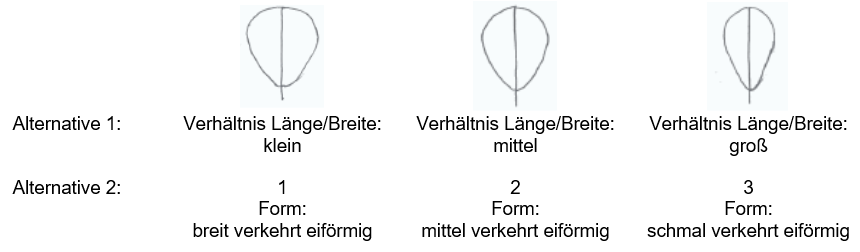 Alternative 1: Verhältnis Länge/Breite: Verhältnis Länge/Breite: Verhältnis Länge/Breite:
klein mittel groß
Alternative 2: 1 2 3
Form: Form: Form:
breit verkehrt eiförmig mittel verkehrt eiförmig schmal verkehrt eiförmig